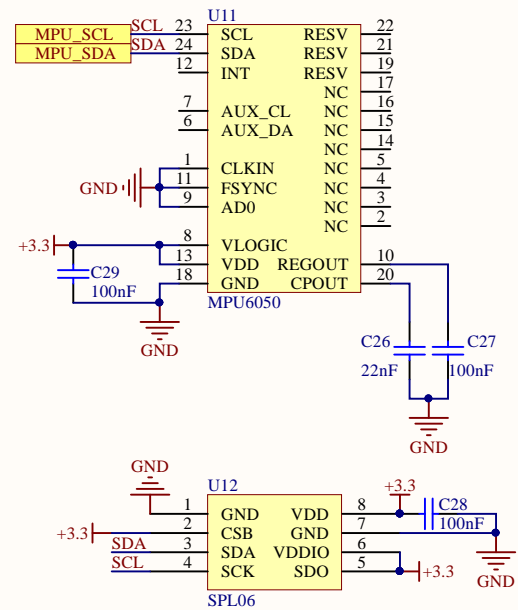 U11
MPU_SCL SCL 23 SCL RESV 22
MPU_SDA SDA 24 SDA RESV 21
12 INT RESV 19
NC 17
7 AUX_CL NC 16
6 AUX_DA NC 15
NC 14
1 CLKIN NC 5
GND 11 FSYNC NC 4
9 AD0 NC 3
NC 2
+3.3 8 VLOGIC
13 VDD REGOUT 10
C29 18 GND CPOUT 20
100nF
MPU6050
GND
C26 C27
22nF 100nF
GND
GND
U12
+3.3
1 GND VDD 8 C28
+3.3 2 CSB GND 7 100nF
SDA 3 SDA VDDIO 6
SCL 4 SCK SDO 5 +3.3
GND
SPL06